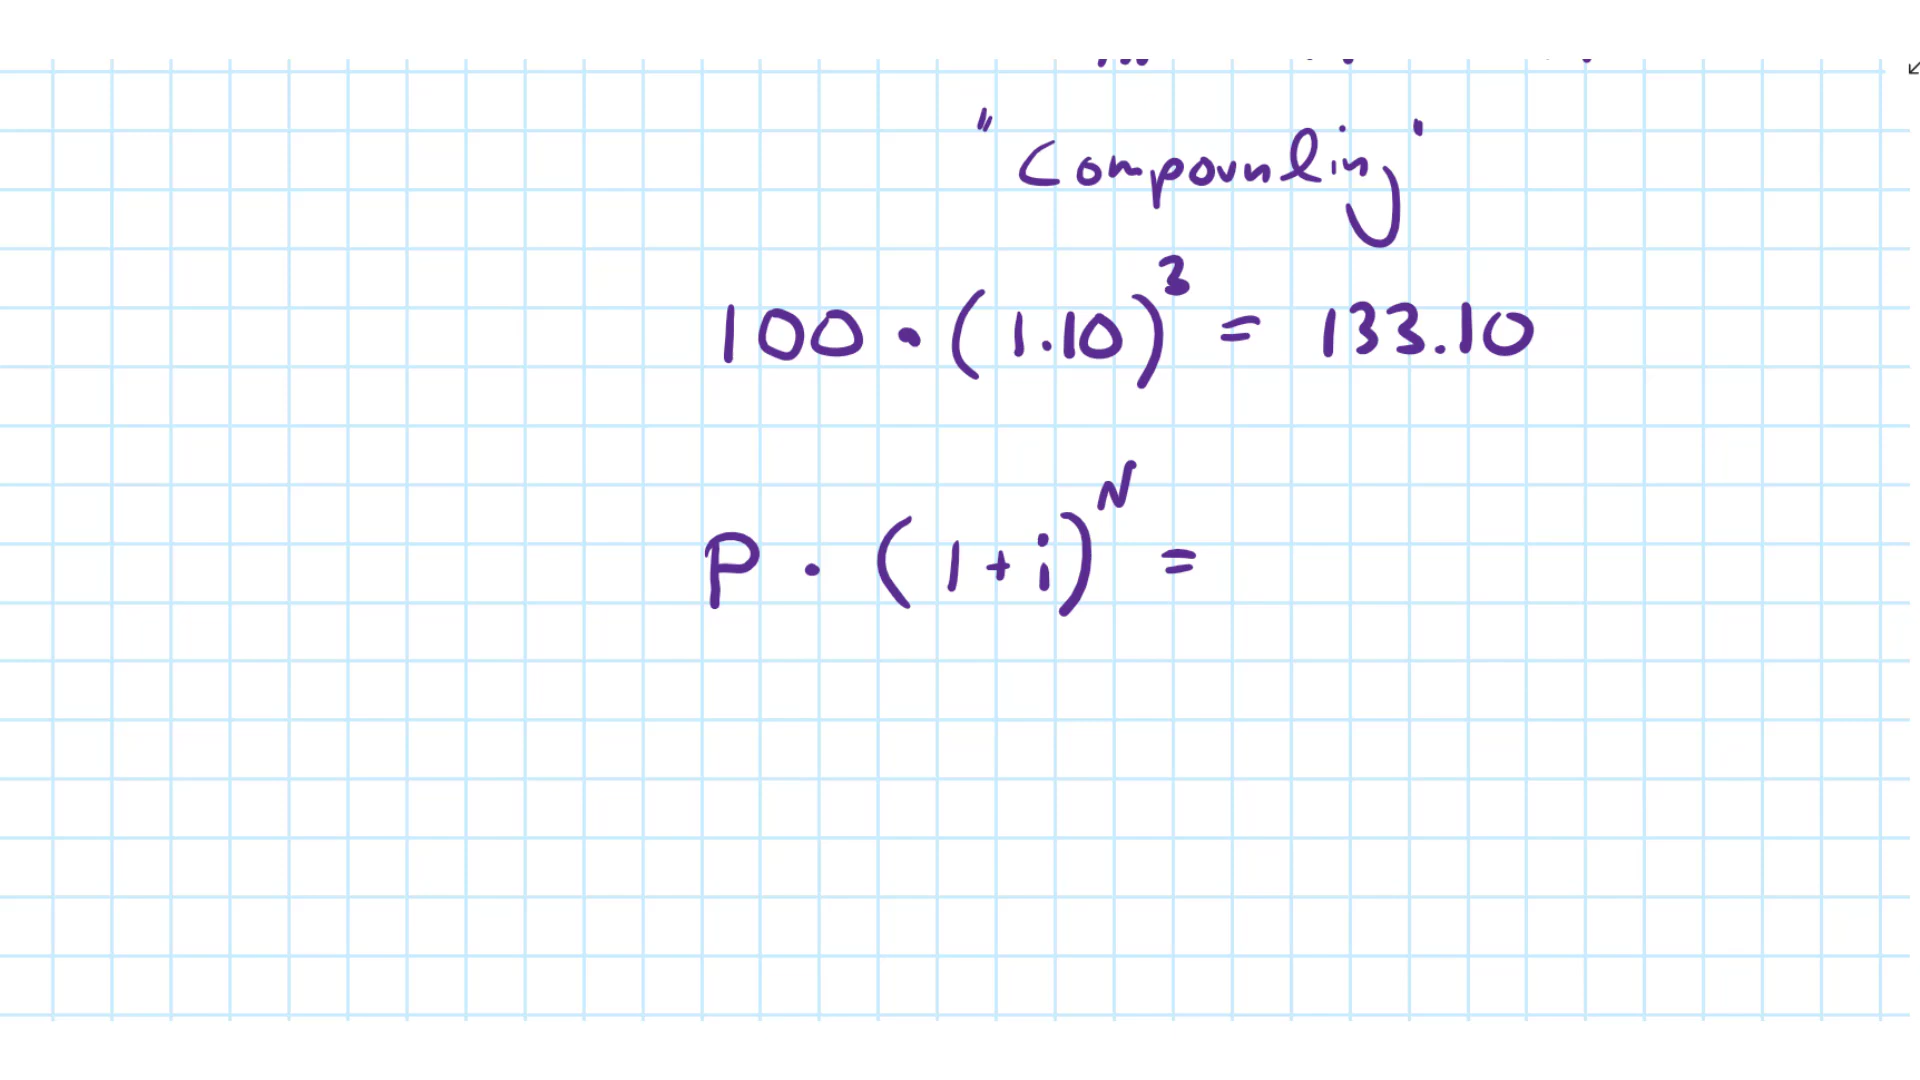 "Compounding"
100 • (1.10)³ = 133.10
P • (1+i)ᴺ =